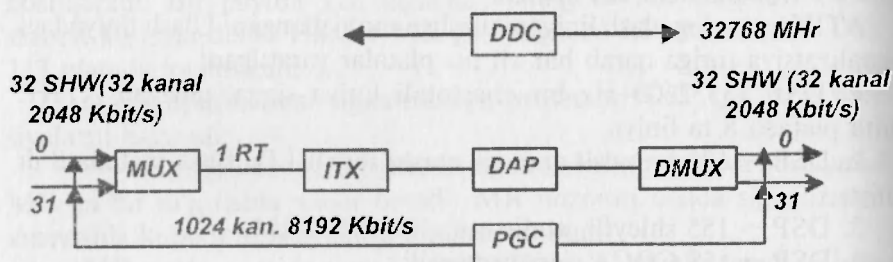 DDC
32768 MHr
32 SHW(32 kanal
2048 Kbit/s)
32 SHW (32 kanal
2048 Kbit/s)
0
31
MUX
1 RT
ITX
DAP
DMUX
0
31
1024 kan. 8192 Kbit/s
PGC